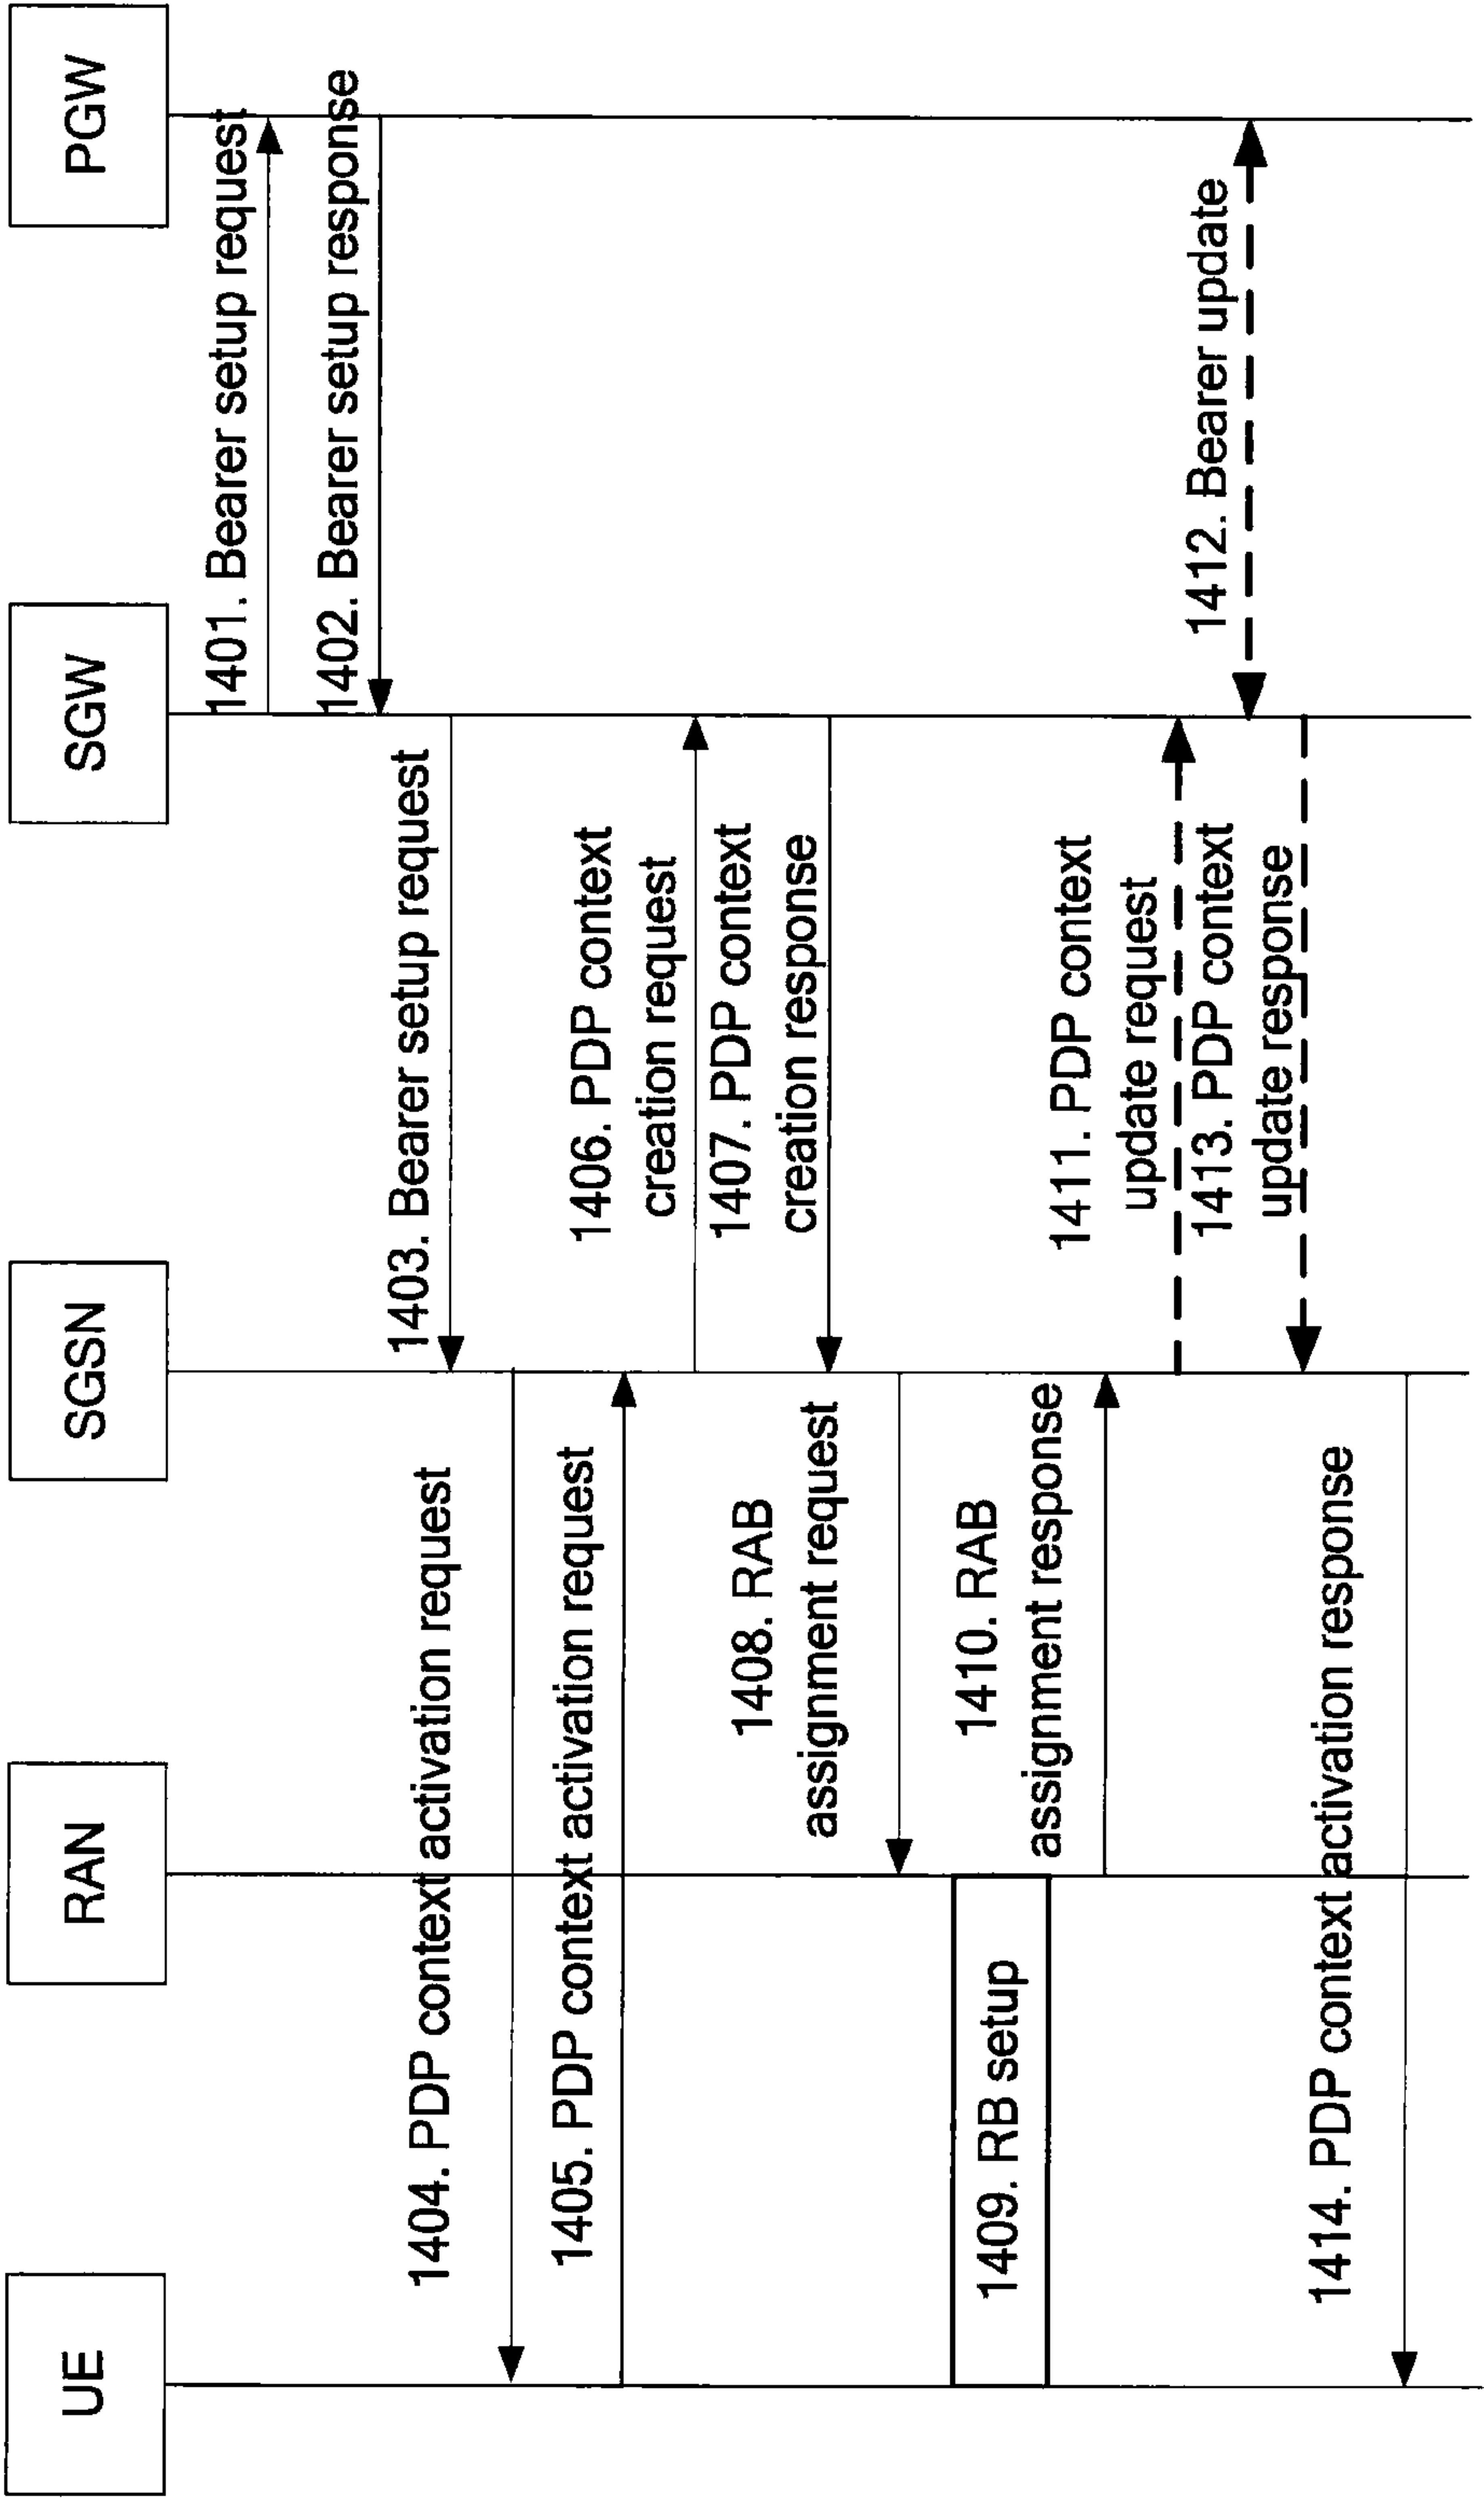 UE
RAN
SGSN
SGW
PGW
1401. Bearer setup request
1402. Bearer setup response
1403. Bearer setup request
1404. PDP context activation request
1405. PDP context activation request
1406. PDP context
creation request
1407. PDP context
creation response
1408. RAB
assignment request
1409. RB setup
1410. RAB
assignment response
1411. PDP context
update request
1412. Bearer update
1413. PDP context
update response
1414. PDP context activation response